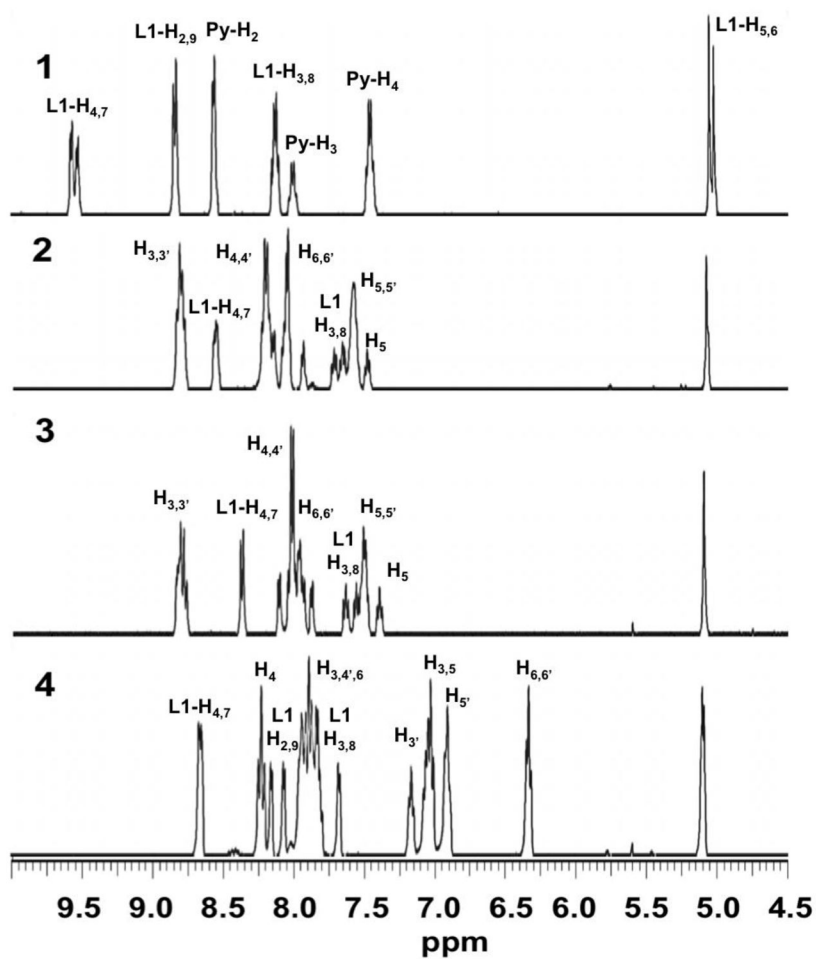 1
L1-H4,7
L1-H2,9
Py-H2
L1-H3,8
Py-H3
Py-H4
L1-H5,6
2
H3,3'
L1-H4,7
H4,4'
H6,6'
L1
H3,8
H5,5'
H5
3
H3,3'
L1-H4,7
H4,4'
H6,6'
L1
H3,8
H5,5'
H5
4
L1-H4,7
H4
L1
H2,9
H3,4',6
L1
H3,8
H3'
H3,5
H5'
H6,6'
9.5 9.0 8.5 8.0 7.5 7.0 6.5 6.0 5.5 5.0 4.5
ppm